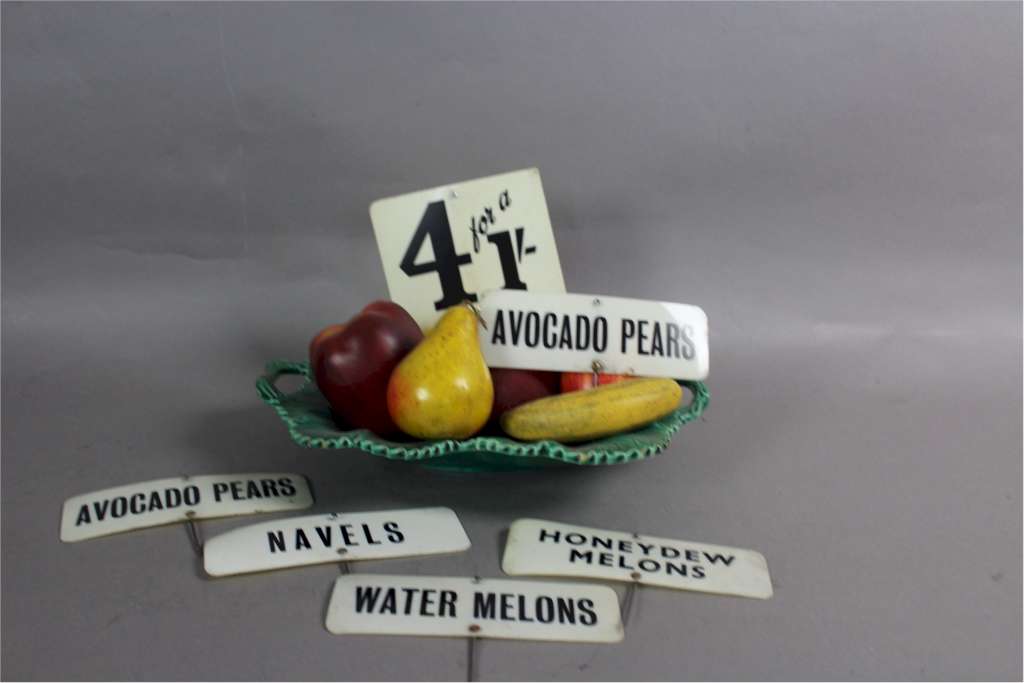 4 for a 1/-
AVOCADO PEARS
AVOCADO PEARS
NAVELS
HONEYDEW
MELONS
WATER MELONS